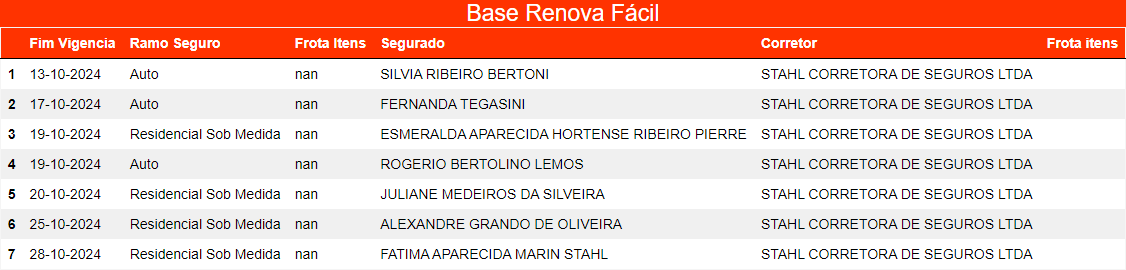 Base Renova Fácil
Fim Vigencia Ramo Seguro Frota Itens Segurado Corretor Frota itens
1 13-10-2024 Auto nan SILVIA RIBEIRO BERTONI STAHL CORRETORA DE SEGUROS LTDA
2 17-10-2024 Auto nan FERNANDA TEGASINI STAHL CORRETORA DE SEGUROS LTDA
3 19-10-2024 Residencial Sob Medida nan ESMERALDA APARECIDA HORTENSE RIBEIRO PIERRE STAHL CORRETORA DE SEGUROS LTDA
4 19-10-2024 Auto nan ROGERIO BERTOLINO LEMOS STAHL CORRETORA DE SEGUROS LTDA
5 20-10-2024 Residencial Sob Medida nan JULIANE MEDEIROS DA SILVEIRA STAHL CORRETORA DE SEGUROS LTDA
6 25-10-2024 Residencial Sob Medida nan ALEXANDRE GRANDO DE OLIVEIRA STAHL CORRETORA DE SEGUROS LTDA
7 28-10-2024 Residencial Sob Medida nan FATIMA APARECIDA MARIN STAHL STAHL CORRETORA DE SEGUROS LTDA